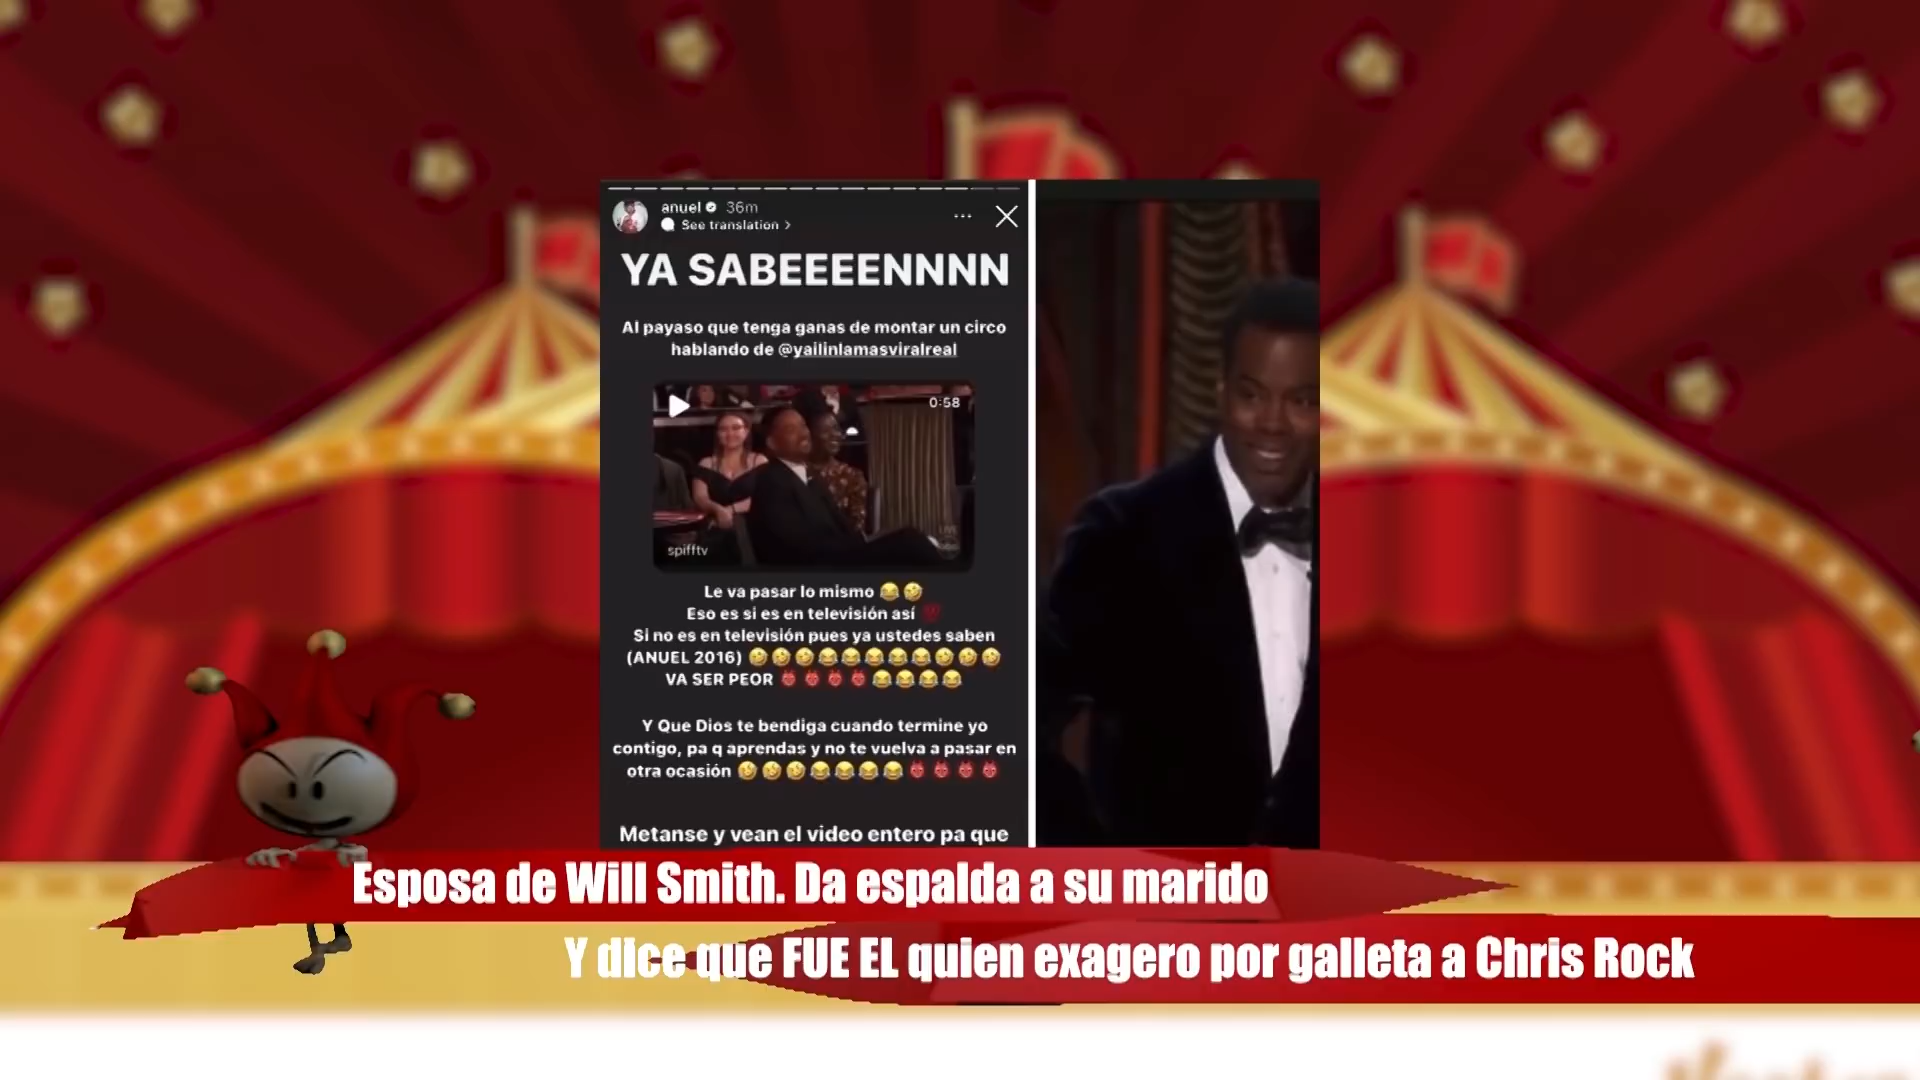 anuel 36m
See translation >
YA SABEEEENNNN
Al payaso que tenga ganas de montar un circo
hablando de @yailinlamasviralreal
0:58
LIVE
spifftv
Le va pasar lo mismo 😂🤣
Eso es si es en televisión así 💯
Si no es en televisión pues ya ustedes saben
(ANUEL 2016) 🤣🤣🤣😂😂😂😂😂🤣🤣🤣
VA SER PEOR 👹👹👹👹😂😂😂😂
Y Que Dios te bendiga cuando termine yo
contigo, pa q aprendas y no te vuelva a pasar en
otra ocasión 🤣🤣🤣😂😂😂😂👹👹👹👹
Metanse y vean el video entero pa que
Esposa de Will Smith. Da espalda a su marido
Y dice que FUE EL quien exagero por galleta a Chris Rock